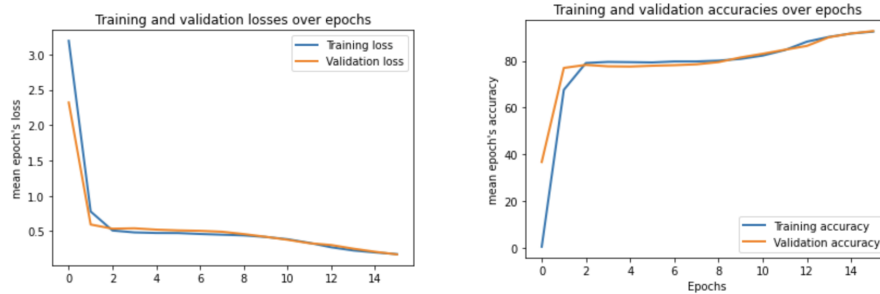 Training and validation losses over epochs
mean epoch's loss
3.0
2.5
2.0
1.5
1.0
0.5
0 2 4 6 8 10 12 14
Training loss
Validation loss
Training and validation accuracies over epochs
mean epoch's accuracy
80
60
40
20
0
0 2 4 6 8 10 12 14
Epochs
Training accuracy
Validation accuracy